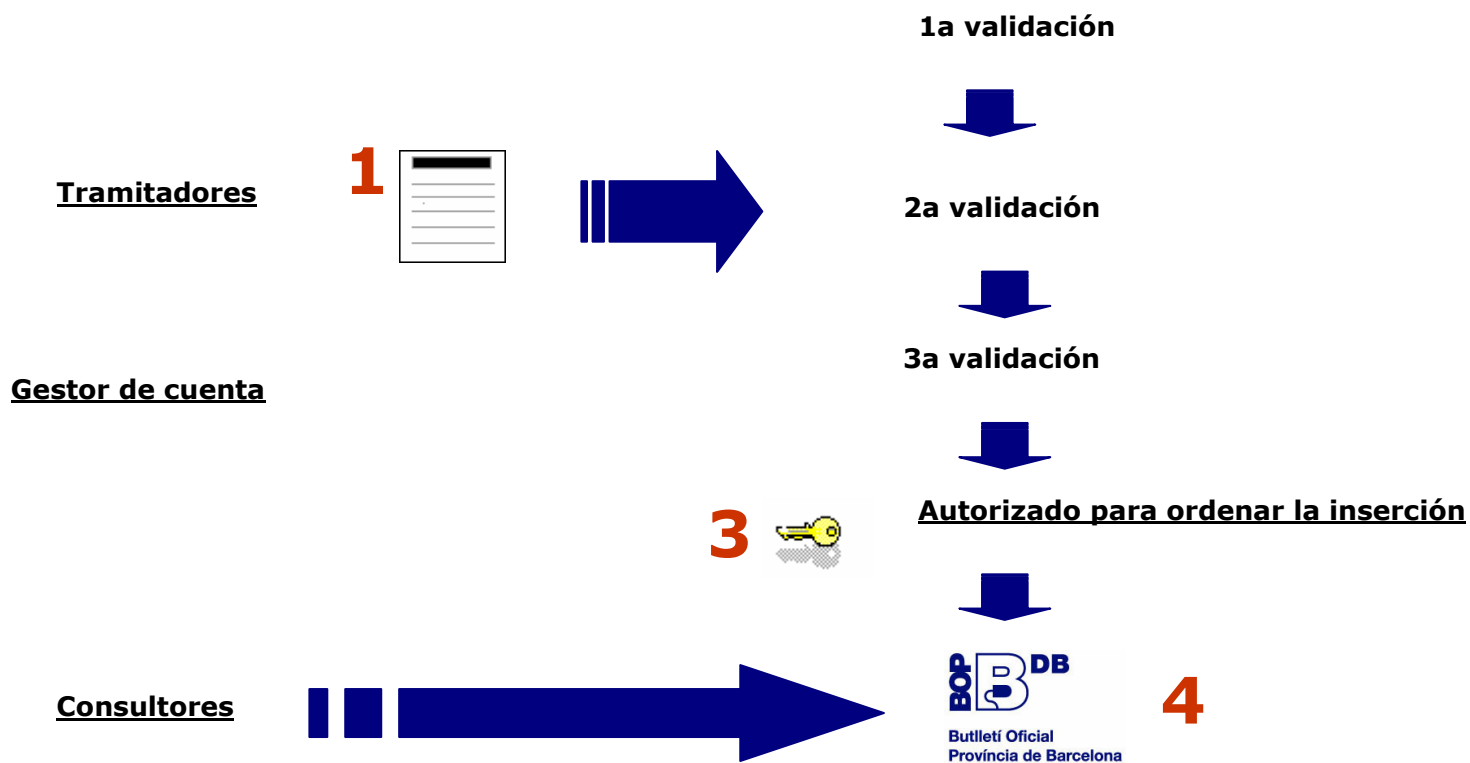 1a validación
Tramitadores
1
2a validación
3a validación
Gestor de cuenta
3
Autorizado para ordenar la inserción
BOP
B
DB
Butlletí Oficial
Província de Barcelona
4
Consultores